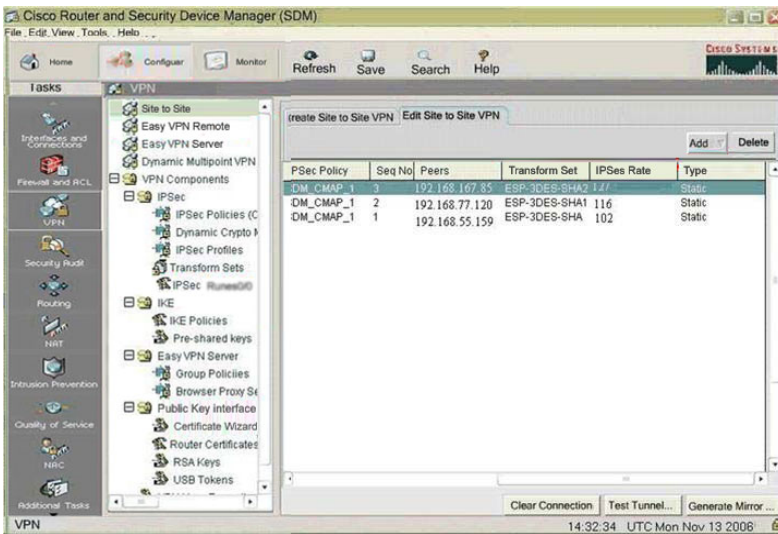 Cisco Router and Security Device Manager (SDM)
File Edit View Tools Help
Home Configuar Monitor Refresh Save Search Help
CISCO SYSTEMS
Tasks
VPN
Interfaces and Connections
Firewall and ACL
VPN
Security Audit
Routing
NAT
Intrusion Prevention
Quality of Service
NAC
Additional Tasks
Site to Site
Easy VPN Remote
Easy VPN Server
Dynamic Multipoint VPN
VPN Components
IPSec
IPSec Policies (C
Dynamic Crypto M
IPSec Profiles
Transform Sets
IPSec
IKE
IKE Policies
Pre-shared keys
Easy VPN Server
Group Policiies
Browser Proxy Se
Public Key interface
Certificate Wizard
Router Certificates
RSA Keys
USB Tokens
reate Site to Site VPN Edit Site to Site VPN
Add Delete
PSec Policy Seq No Peers Transform Set IPSes Rate Type
DM_CMAP_1 3 192.168.167.85 ESP-3DES-SHA2 Static
DM_CMAP_1 2 192.168.77.120 ESP-3DES-SHA1 116 Static
DM_CMAP_1 1 192.168.55.159 ESP-3DES-SHA 102 Static
Clear Connection Test Tunnel... Generate Mirror ...
VPN
14:32:34 UTC Mon Nov 13 2006